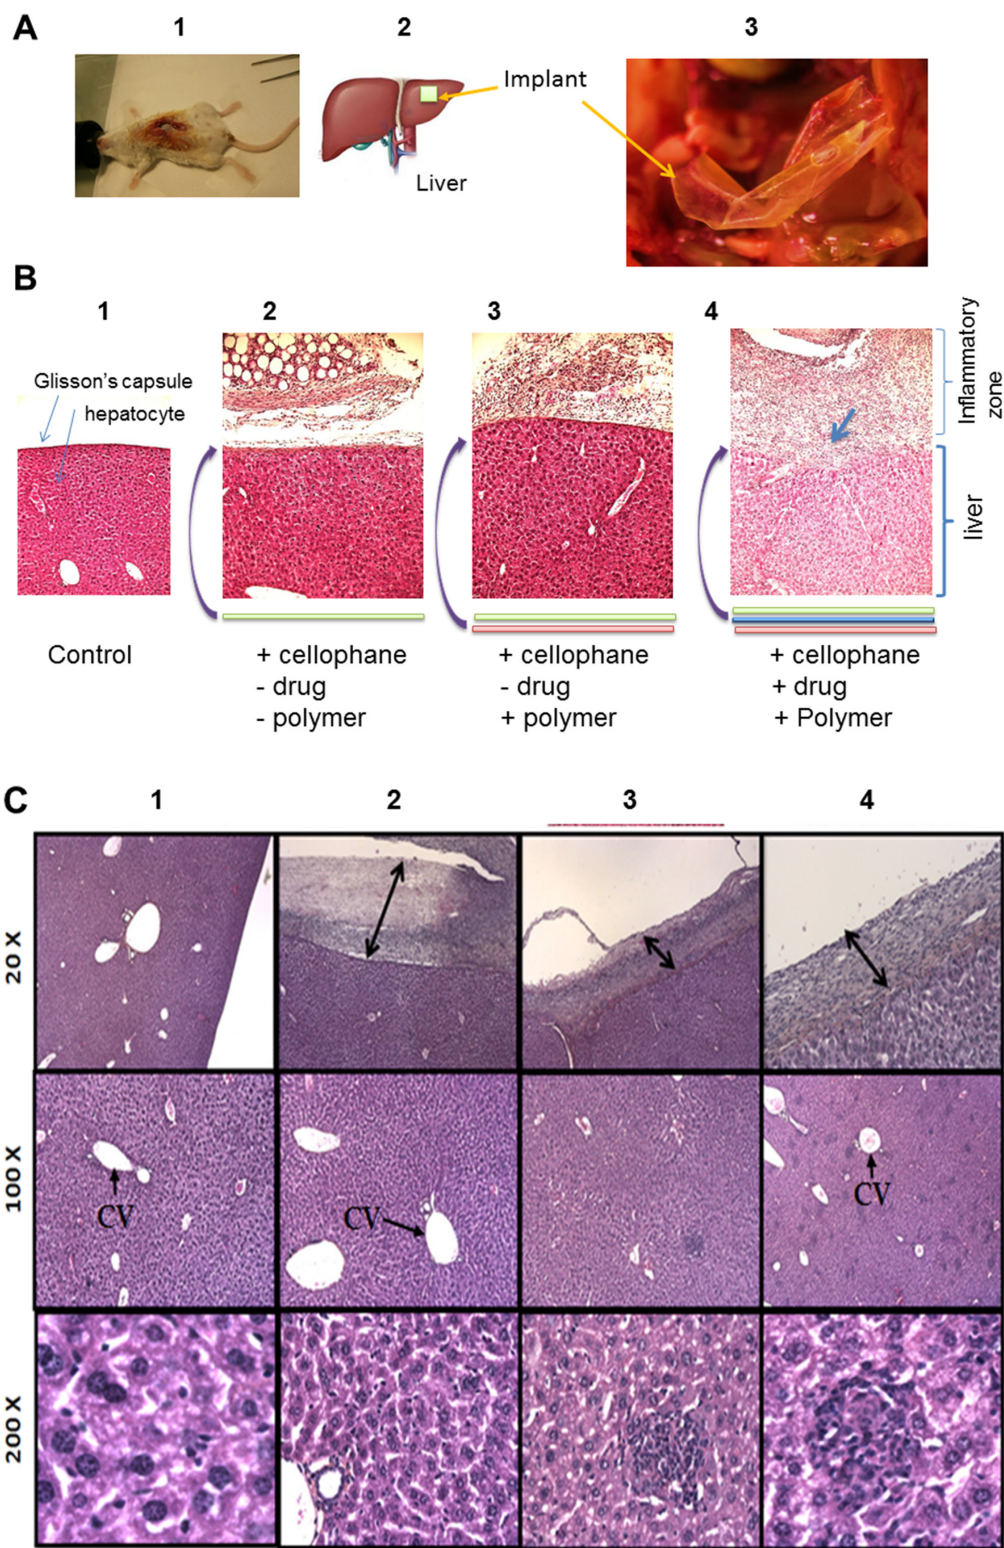 A
1
2
3
Implant
Liver
B
1
2
3
4
Glisson's capsule
hepatocyte
Inflammatory
zone
liver
Control
+ cellophane
- drug
- polymer
+ cellophane
- drug
+ polymer
+ cellophane
+ drug
+ Polymer
C
1
2
3
4
20 X
100 X
CV
CV
CV
200 X